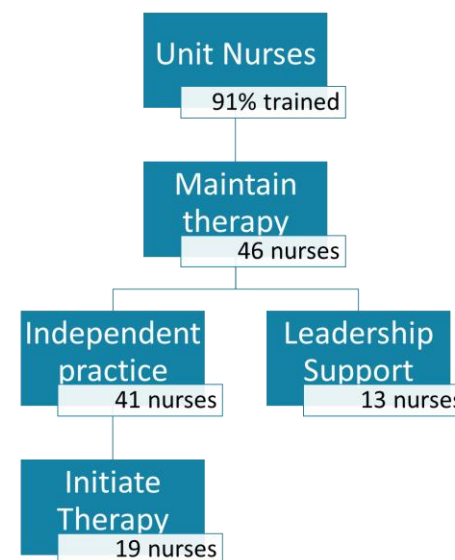 Unit Nurses
91% trained
Maintain
therapy
46 nurses
Independent
practice
41 nurses
Leadership
Support
13 nurses
Initiate
Therapy
19 nurses